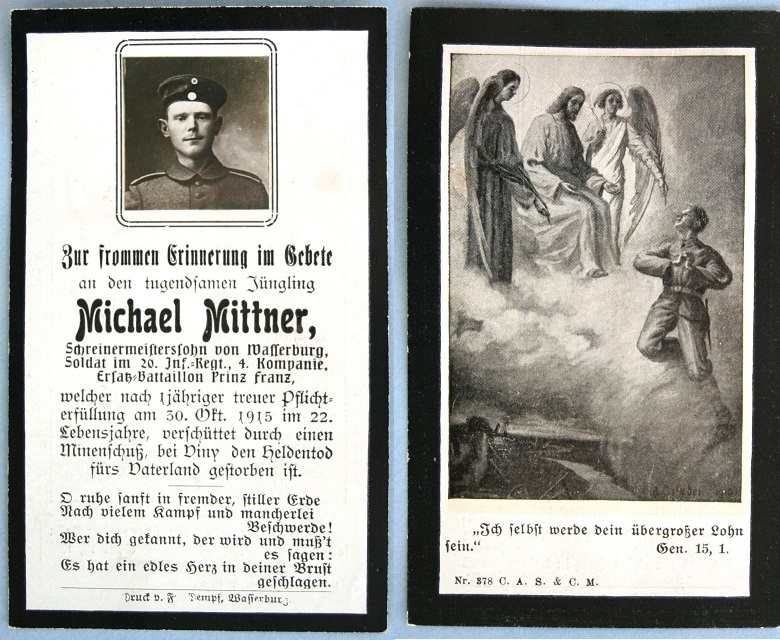 Zur frommen Erinnerung im Gebete
an den tugendsamen Jüngling
Michael Mittner,
Schreinermeisterssohn von Wasserburg,
Soldat im 20. Inf.-Regt., 4. Kompanie,
Ersatz-Battaillon Prinz Franz,
welcher nach 1jähriger treuer Pflicht-
erfüllung am 30. Okt. 1915 im 22.
Lebensjahre, verschüttet durch einen
Minenschuß, bei Viny den Heldentod
fürs Vaterland gestorben ist.
O ruhe sanft in fremder, stiller Erde
Nach vielem Kampf und mancherlei
Beschwerde!
Wer dich gekannt, der wird und muß't
es sagen:
Es hat ein edles Herz in deiner Brust
geschlagen.
Druck v. F. Dempf, Wasserburg
„Ich selbst werde dein übergroßer Lohn
sein.“ Gen. 15, 1.
Nr. 378 C. A. S. & C. M.